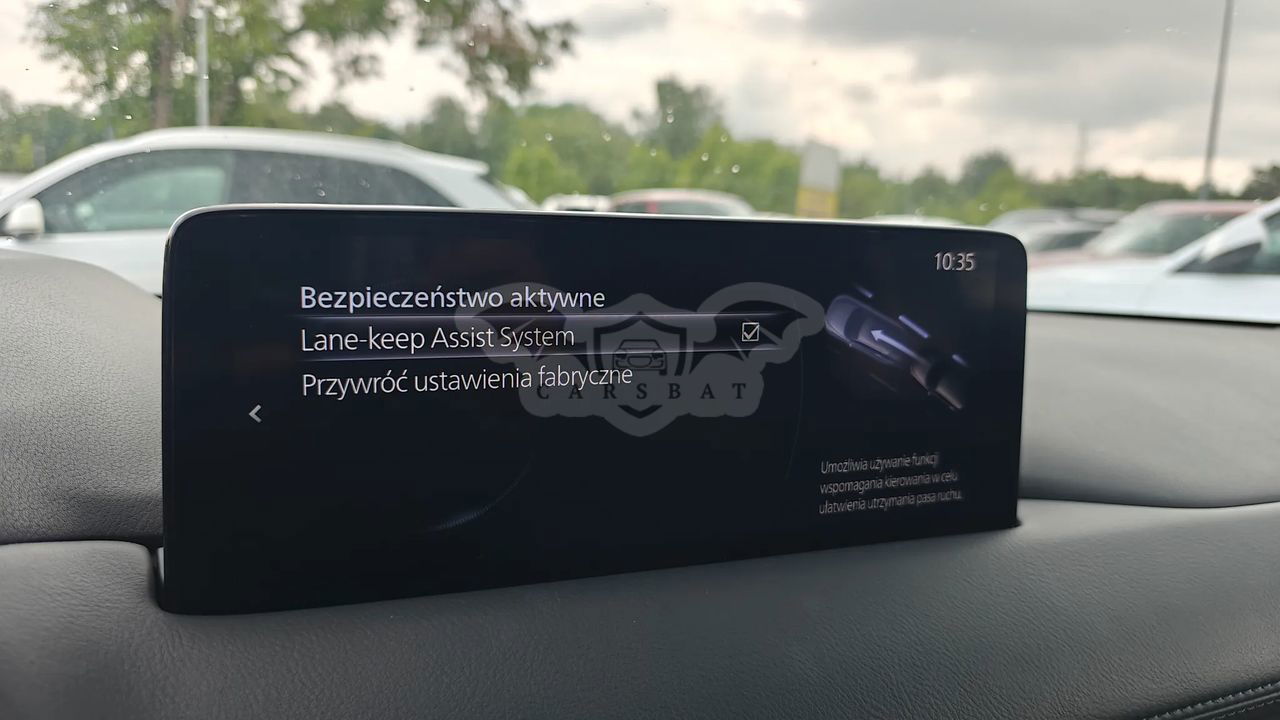 10:35
Bezpieczeństwo aktywne
Lane-keep Assist System
Przywróć ustawienia fabryczne
CARSBAT
Umożliwia używanie funkcji
wspomagania kierowania w celu
ułatwienia utrzymania pasa ruchu.